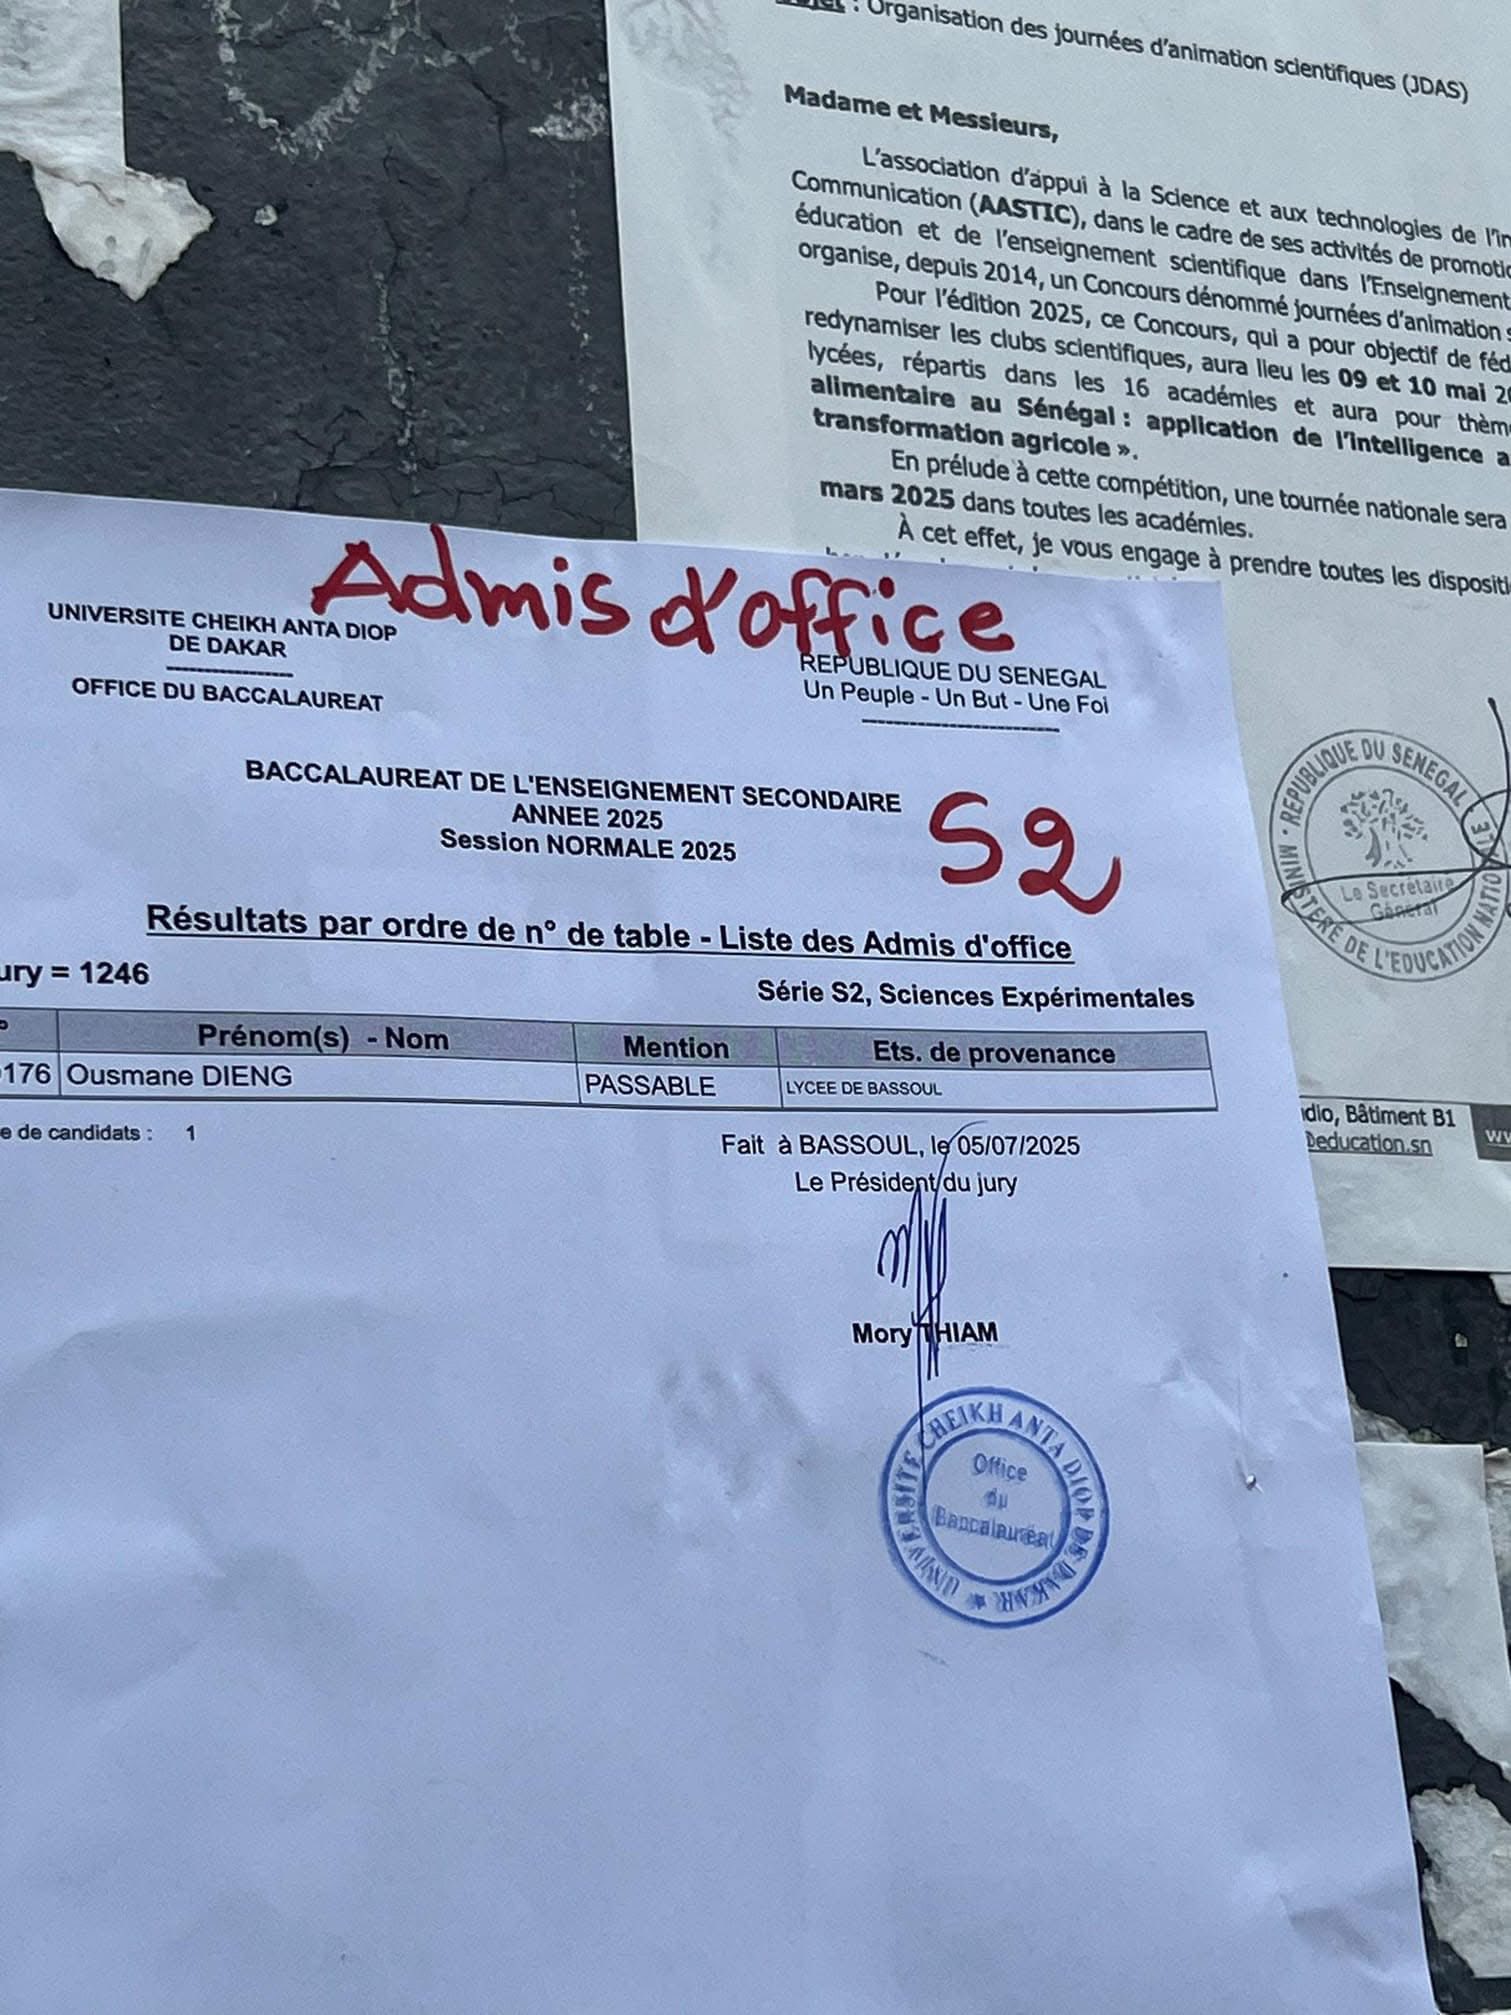 : Organisation des journées d'animation scientifiques (JDAS)
Madame et Messieurs,
L'association d'appui à la Science et aux technologies de l'in
Communication (AASTIC), dans le cadre de ses activités de promotio
éducation et de l'enseignement scientifique dans l'Enseignement
organise, depuis 2014, un Concours dénommé journées d'animation s
Pour l'édition 2025, ce Concours, qui a pour objectif de féd
redynamiser les clubs scientifiques, aura lieu les 09 et 10 mai 20
lycées, répartis dans les 16 académies et aura pour thèm
alimentaire au Sénégal : application de l'intelligence a
transformation agricole ».
En prélude à cette compétition, une tournée nationale sera
mars 2025 dans toutes les académies.
À cet effet, je vous engage à prendre toutes les dispositi
REPUBLIQUE DU SENEGAL
MINISTERE DE L'EDUCATION NATIONALE
Le Secrétaire
Général
dio, Bâtiment B1
education.sn
Admis d'office
UNIVERSITE CHEIKH ANTA DIOP
DE DAKAR
OFFICE DU BACCALAUREAT
REPUBLIQUE DU SENEGAL
Un Peuple - Un But - Une Foi
BACCALAUREAT DE L'ENSEIGNEMENT SECONDAIRE
ANNEE 2025
Session NORMALE 2025
S2
Résultats par ordre de n° de table - Liste des Admis d'office
ury = 1246
Série S2, Sciences Expérimentales
Prénom(s) - Nom Mention Ets. de provenance
176 Ousmane DIENG PASSABLE LYCEE DE BASSOUL
e de candidats : 1
Fait à BASSOUL, le 05/07/2025
Le Président du jury
Mory THIAM
UNIVERSITE CHEIKH ANTA DIOP DE DAKAR
Office
du
Baccalauréat